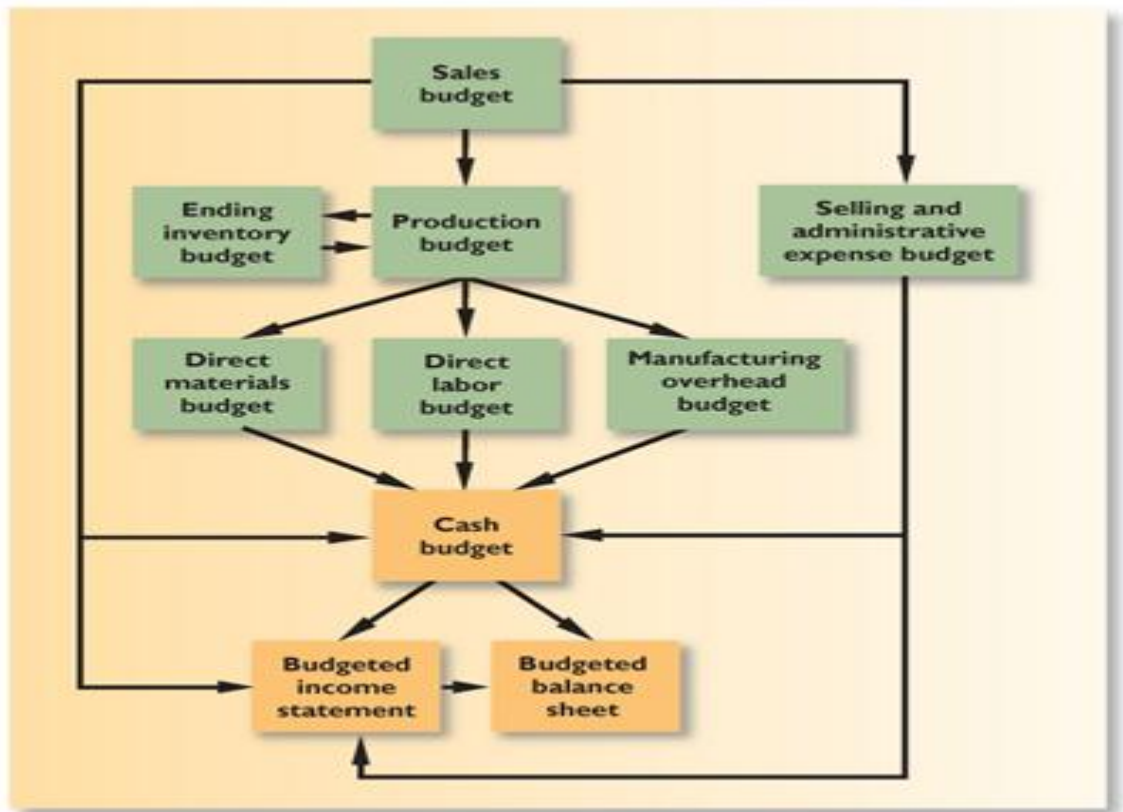 Sales
budget
Ending
inventory
budget
Production
budget
Selling and
administrative
expense budget
Direct
materials
budget
Direct
labor
budget
Manufacturing
overhead
budget
Cash
budget
Budgeted
income
statement
Budgeted
balance
sheet